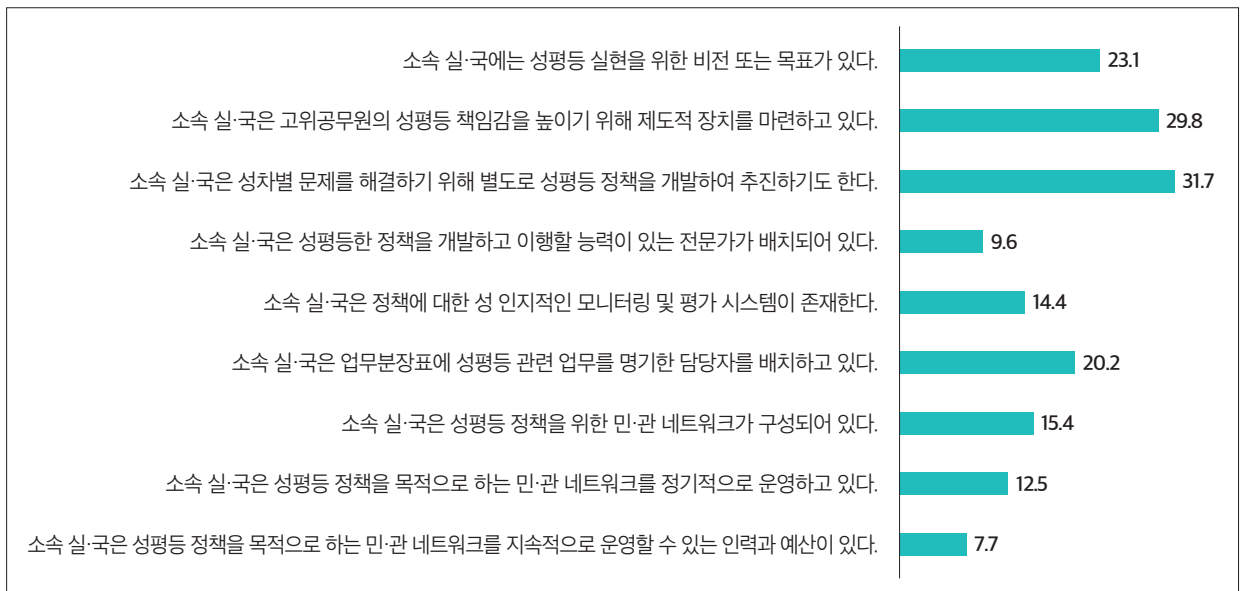 소속 실·국에는 성평등 실현을 위한 비전 또는 목표가 있다. 23.1
소속 실·국은 고위공무원의 성평등 책임감을 높이기 위해 제도적 장치를 마련하고 있다. 29.8
소속 실·국은 성차별 문제를 해결하기 위해 별도로 성평등 정책을 개발하여 추진하기도 한다. 31.7
소속 실·국은 성평등한 정책을 개발하고 이행할 능력이 있는 전문가가 배치되어 있다. 9.6
소속 실·국은 정책에 대한 성 인지적인 모니터링 및 평가 시스템이 존재한다. 14.4
소속 실·국은 업무분장표에 성평등 관련 업무를 명기한 담당자를 배치하고 있다. 20.2
소속 실·국은 성평등 정책을 위한 민·관 네트워크가 구성되어 있다. 15.4
소속 실·국은 성평등 정책을 목적으로 하는 민·관 네트워크를 정기적으로 운영하고 있다. 12.5
소속 실·국은 성평등 정책을 목적으로 하는 민·관 네트워크를 지속적으로 운영할 수 있는 인력과 예산이 있다. 7.7